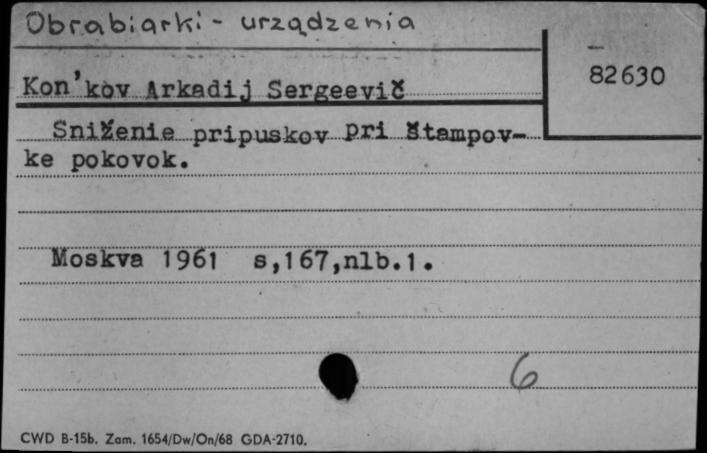 Obrabiarki - urządzenia
82630
Kon'kov Arkadij Sergeevič
Sniženie pripuskov pri štampov-
ke pokovok.
Moskva 1961 s,167,nlb.1.
6
CWD B-15b. Zam. 1654/Dw/On/68 GDA-2710.